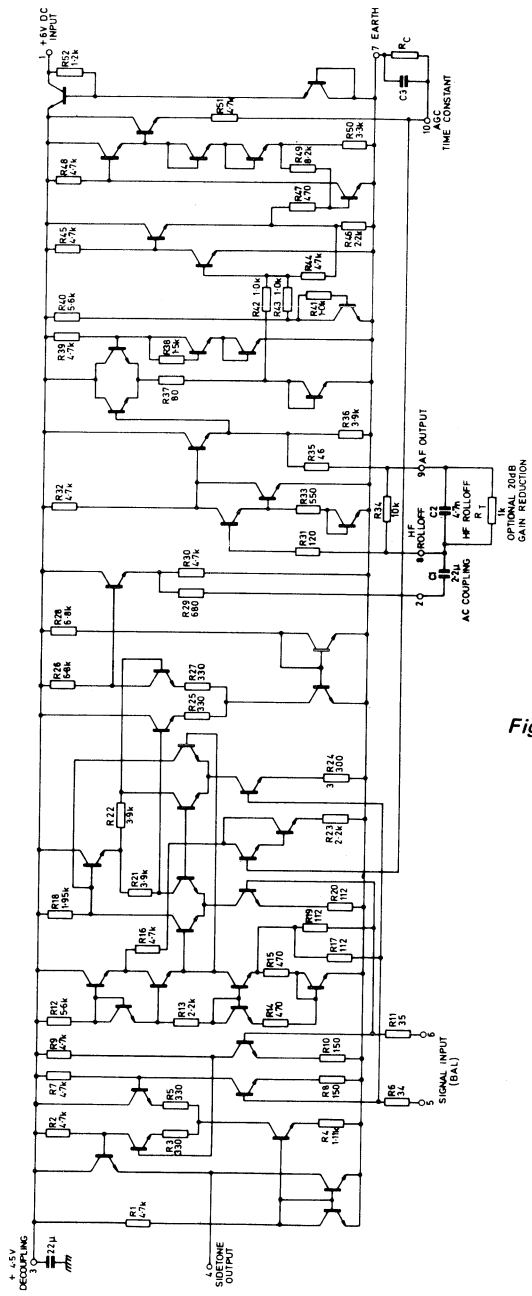 + 4·5V
DECOUPLING
3
22 μ
R1
4·7k
4
SIDETONE
OUTPUT
R2
4·7k
R3
330
R4
1·11k
R5
330
R7
4·7k
R8
150
R6
34
5
R9
4·7k
R10
150
R11
35
6
SIGNAL INPUT
(BAL)
R12
5·6k
R13
2·2k
R14
470
R15
470
R16
4·7k
R17
112
R19
112
R20
112
R18
1·95k
R21
3·9k
R22
3·9k
R23
2·2k
R24
300
3
R25
330
R27
330
R26
6·8k
R28
6·8k
R29
680
R30
4·7k
2
C1
2·2μ
AC COUPLING
R31
120
R32
4·7k
R33
550
R34
10k
R35
46
R36
3·9k
HF
8 ROLLOFF
9 AF OUTPUT
C2
4·7n
HF ROLLOFF
R T
1k
OPTIONAL 20dB
GAIN REDUCTION
R37
80
R38
1·5k
R39
4·7k
R40
5·6k
R41
1·0k
R42 1·0k
R43 1·0k
R44
4·7k
R45
4·7k
R46
2·2k
R47
470
R48
4·7k
R49
8·2k
R50
3·3k
R51
4·7k
R52
1·2k
1 + 6V DC
INPUT
7 EARTH
C3
RC
10
AGC
TIME CONSTANT
Fig